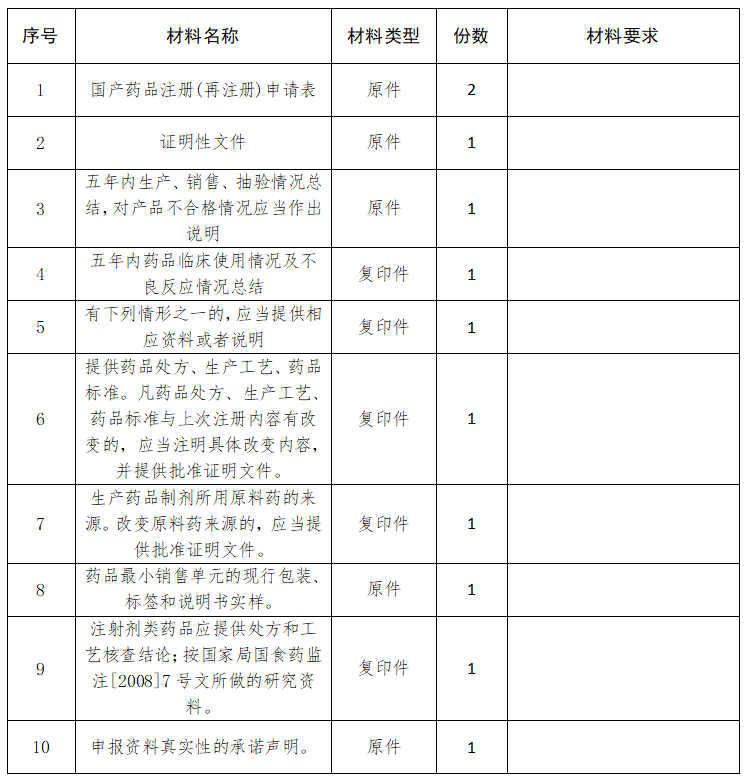 序号 材料名称 材料类型 份数 材料要求
1 国产药品注册(再注册)申请表 原件 2
2 证明性文件 原件 1
五年内生产、销售、抽验情况总
结,对产品不合格情况应当作出
说明
3 原件 1
五年内药品临床使用情况及不
良反应情况总结
4 复印件 1
有下列情形之一的,应当提供相
应资料或者说明
5 复印件 1
提供药品处方、生产工艺、药品
标准。凡药品处方、生产工艺、
药品标准与上次注册内容有改
变的,应当注明具体改变内容,
并提供批准证明文件。
6 复印件 1
生产药品制剂所用原料药的来
源。改变原料药来源的,应当提
供批准证明文件。
7 复印件 1
药品最小销售单元的现行包装、
标签和说明书实样。
8 原件 1
注射剂类药品应提供处方和工
艺核查结论;按国家局国食药监
注[2008]7号文所做的研究资
料。
9 复印件 1
10 申报资料真实性的承诺声明。 原件 1